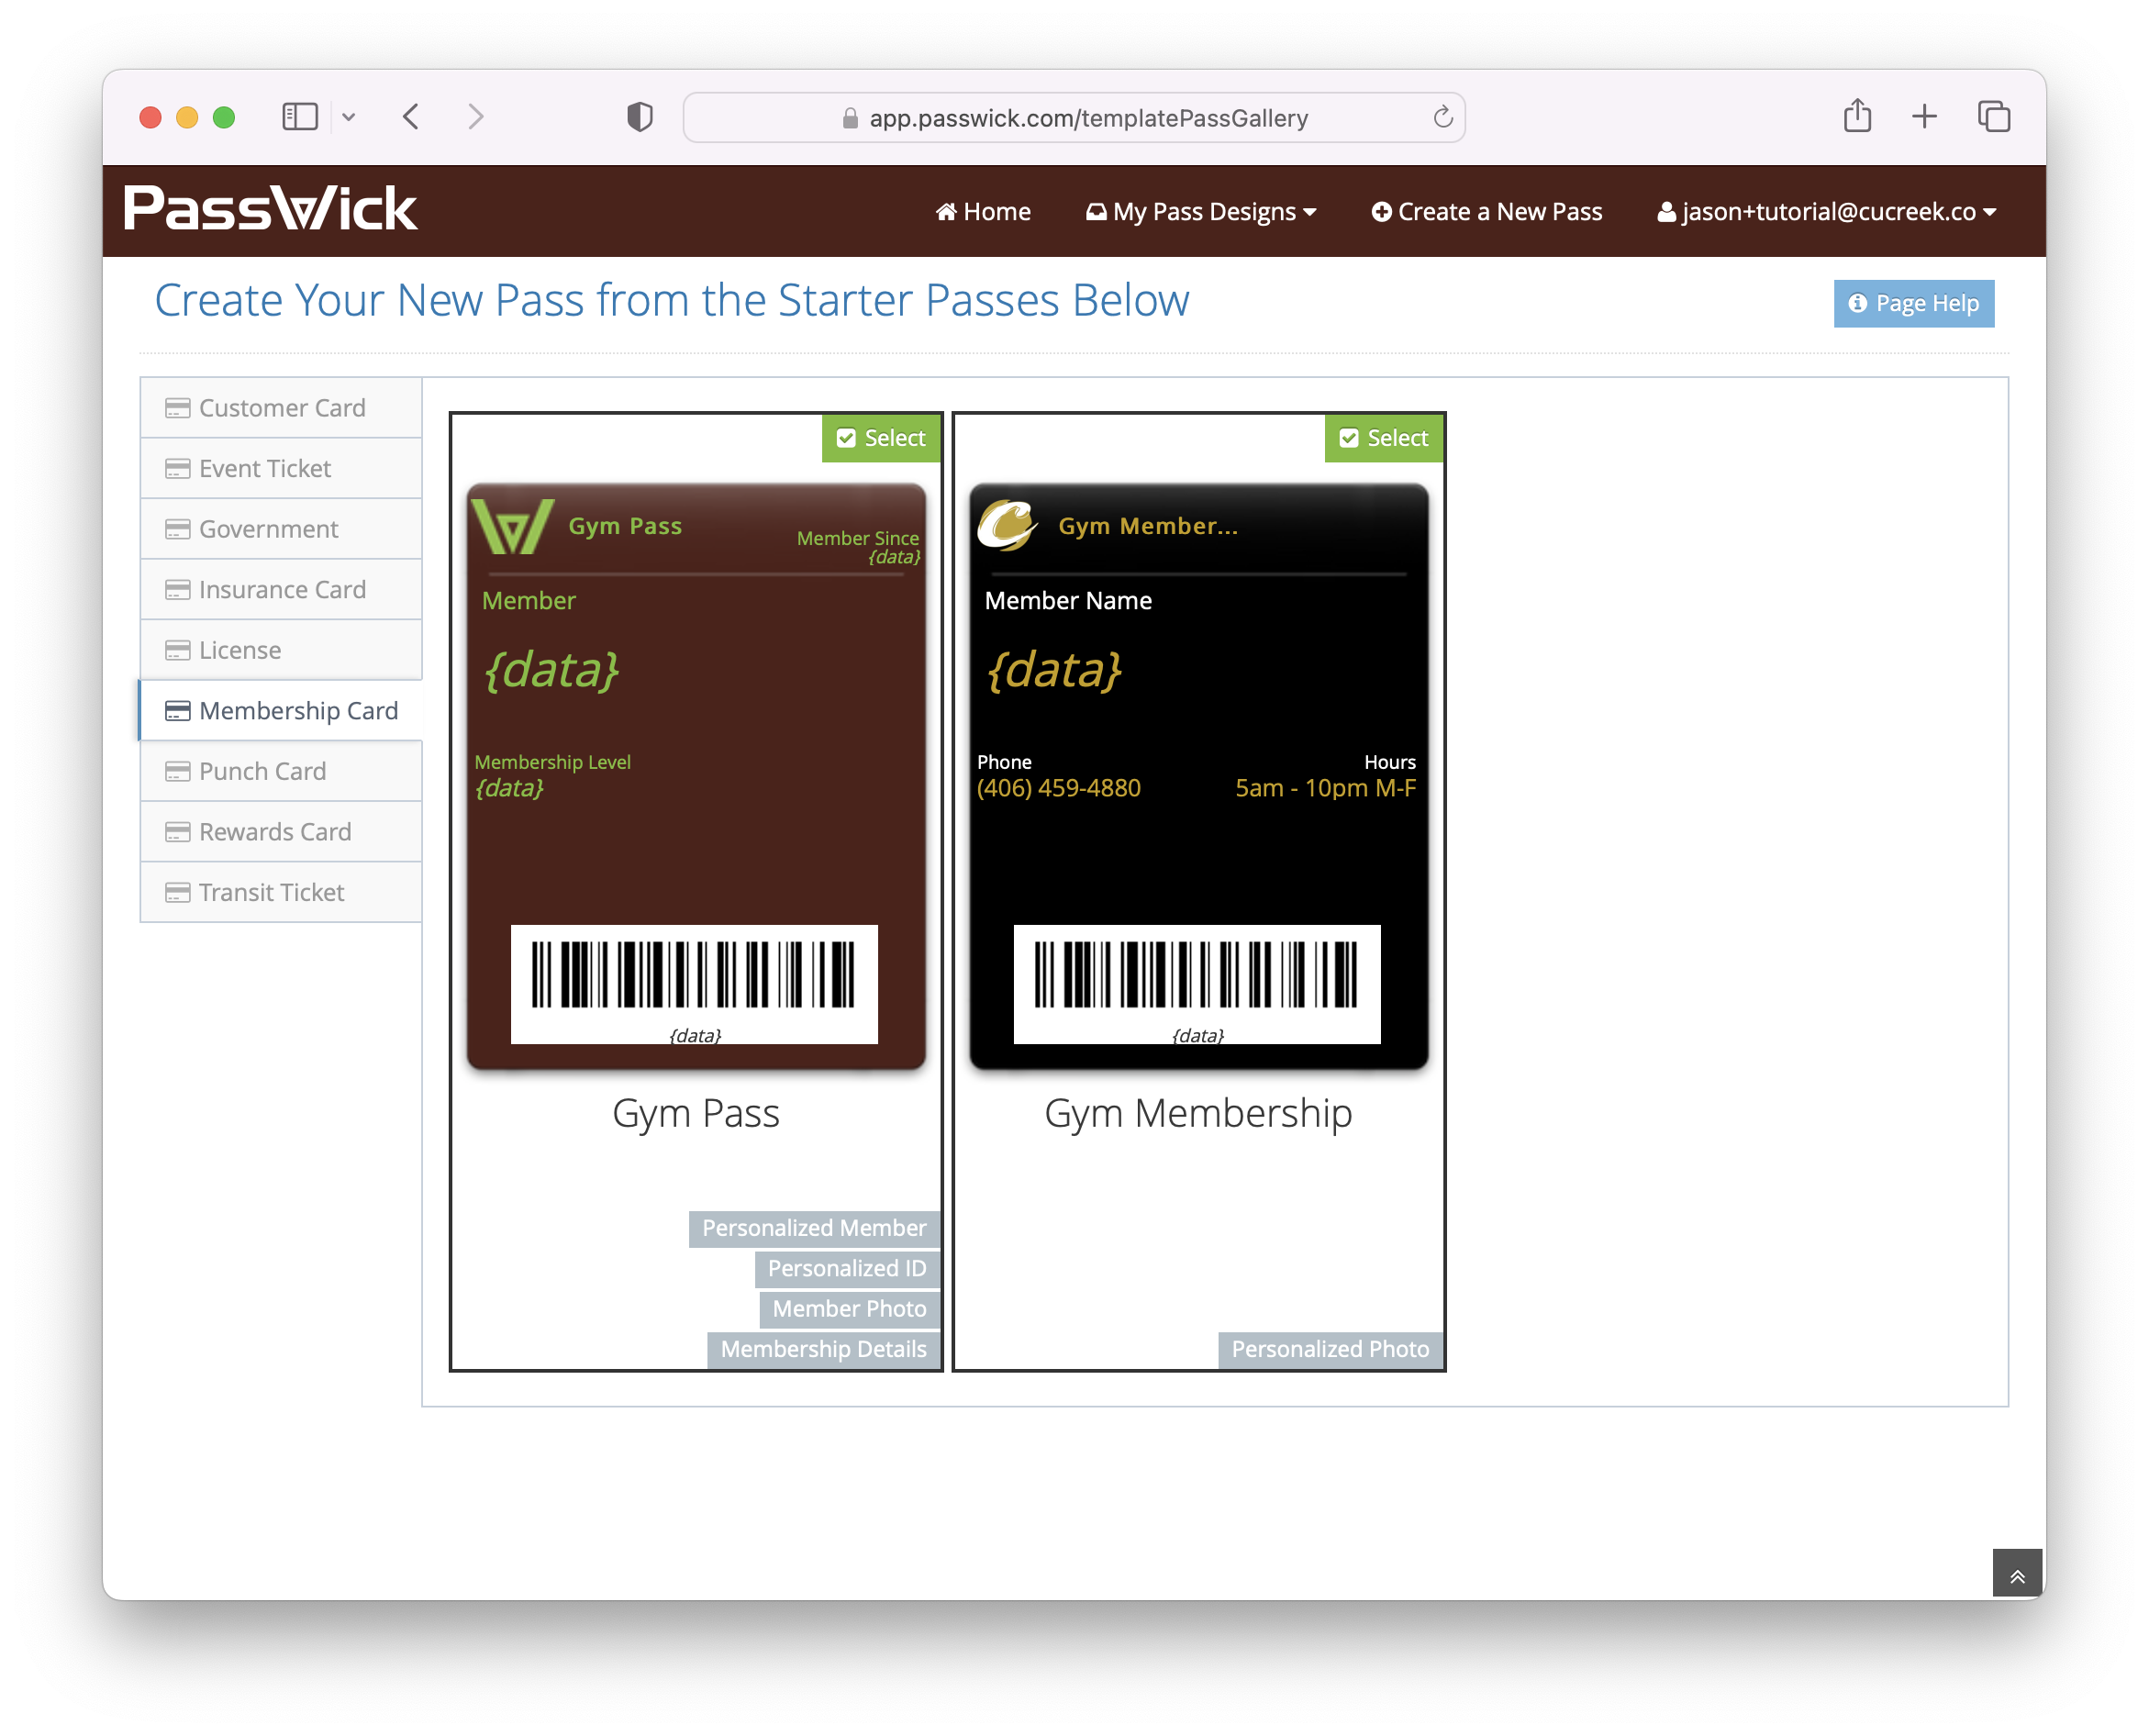 app.passwick.com/templatePassGallery
PassWick
Home
My Pass Designs
Create a New Pass
jason+tutorial@cucreek.co
Create Your New Pass from the Starter Passes Below
Page Help
Customer Card
Event Ticket
Government
Insurance Card
License
Membership Card
Punch Card
Rewards Card
Transit Ticket
Select
Gym Pass
Member Since
{data}
Member
{data}
Membership Level
{data}
{data}
Gym Pass
Personalized Member
Personalized ID
Member Photo
Membership Details
Select
Gym Member...
Member Name
{data}
Phone
Hours
(406) 459-4880
5am - 10pm M-F
{data}
Gym Membership
Personalized Photo